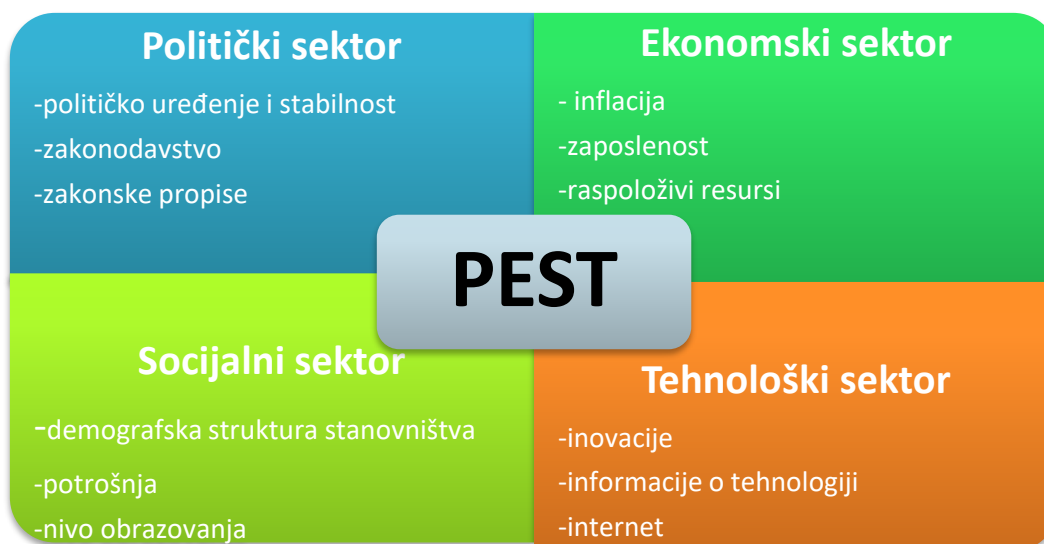 Politički sektor
-političko uređenje i stabilnost
-zakonodavstvo
-zakonske propise
Ekonomski sektor
- inflacija
-zaposlenost
-raspoloživi resursi
PEST
Socijalni sektor
-demografska struktura stanovništva
-potrošnja
-nivo obrazovanja
Tehnološki sektor
-inovacije
-informacije o tehnologiji
-internet